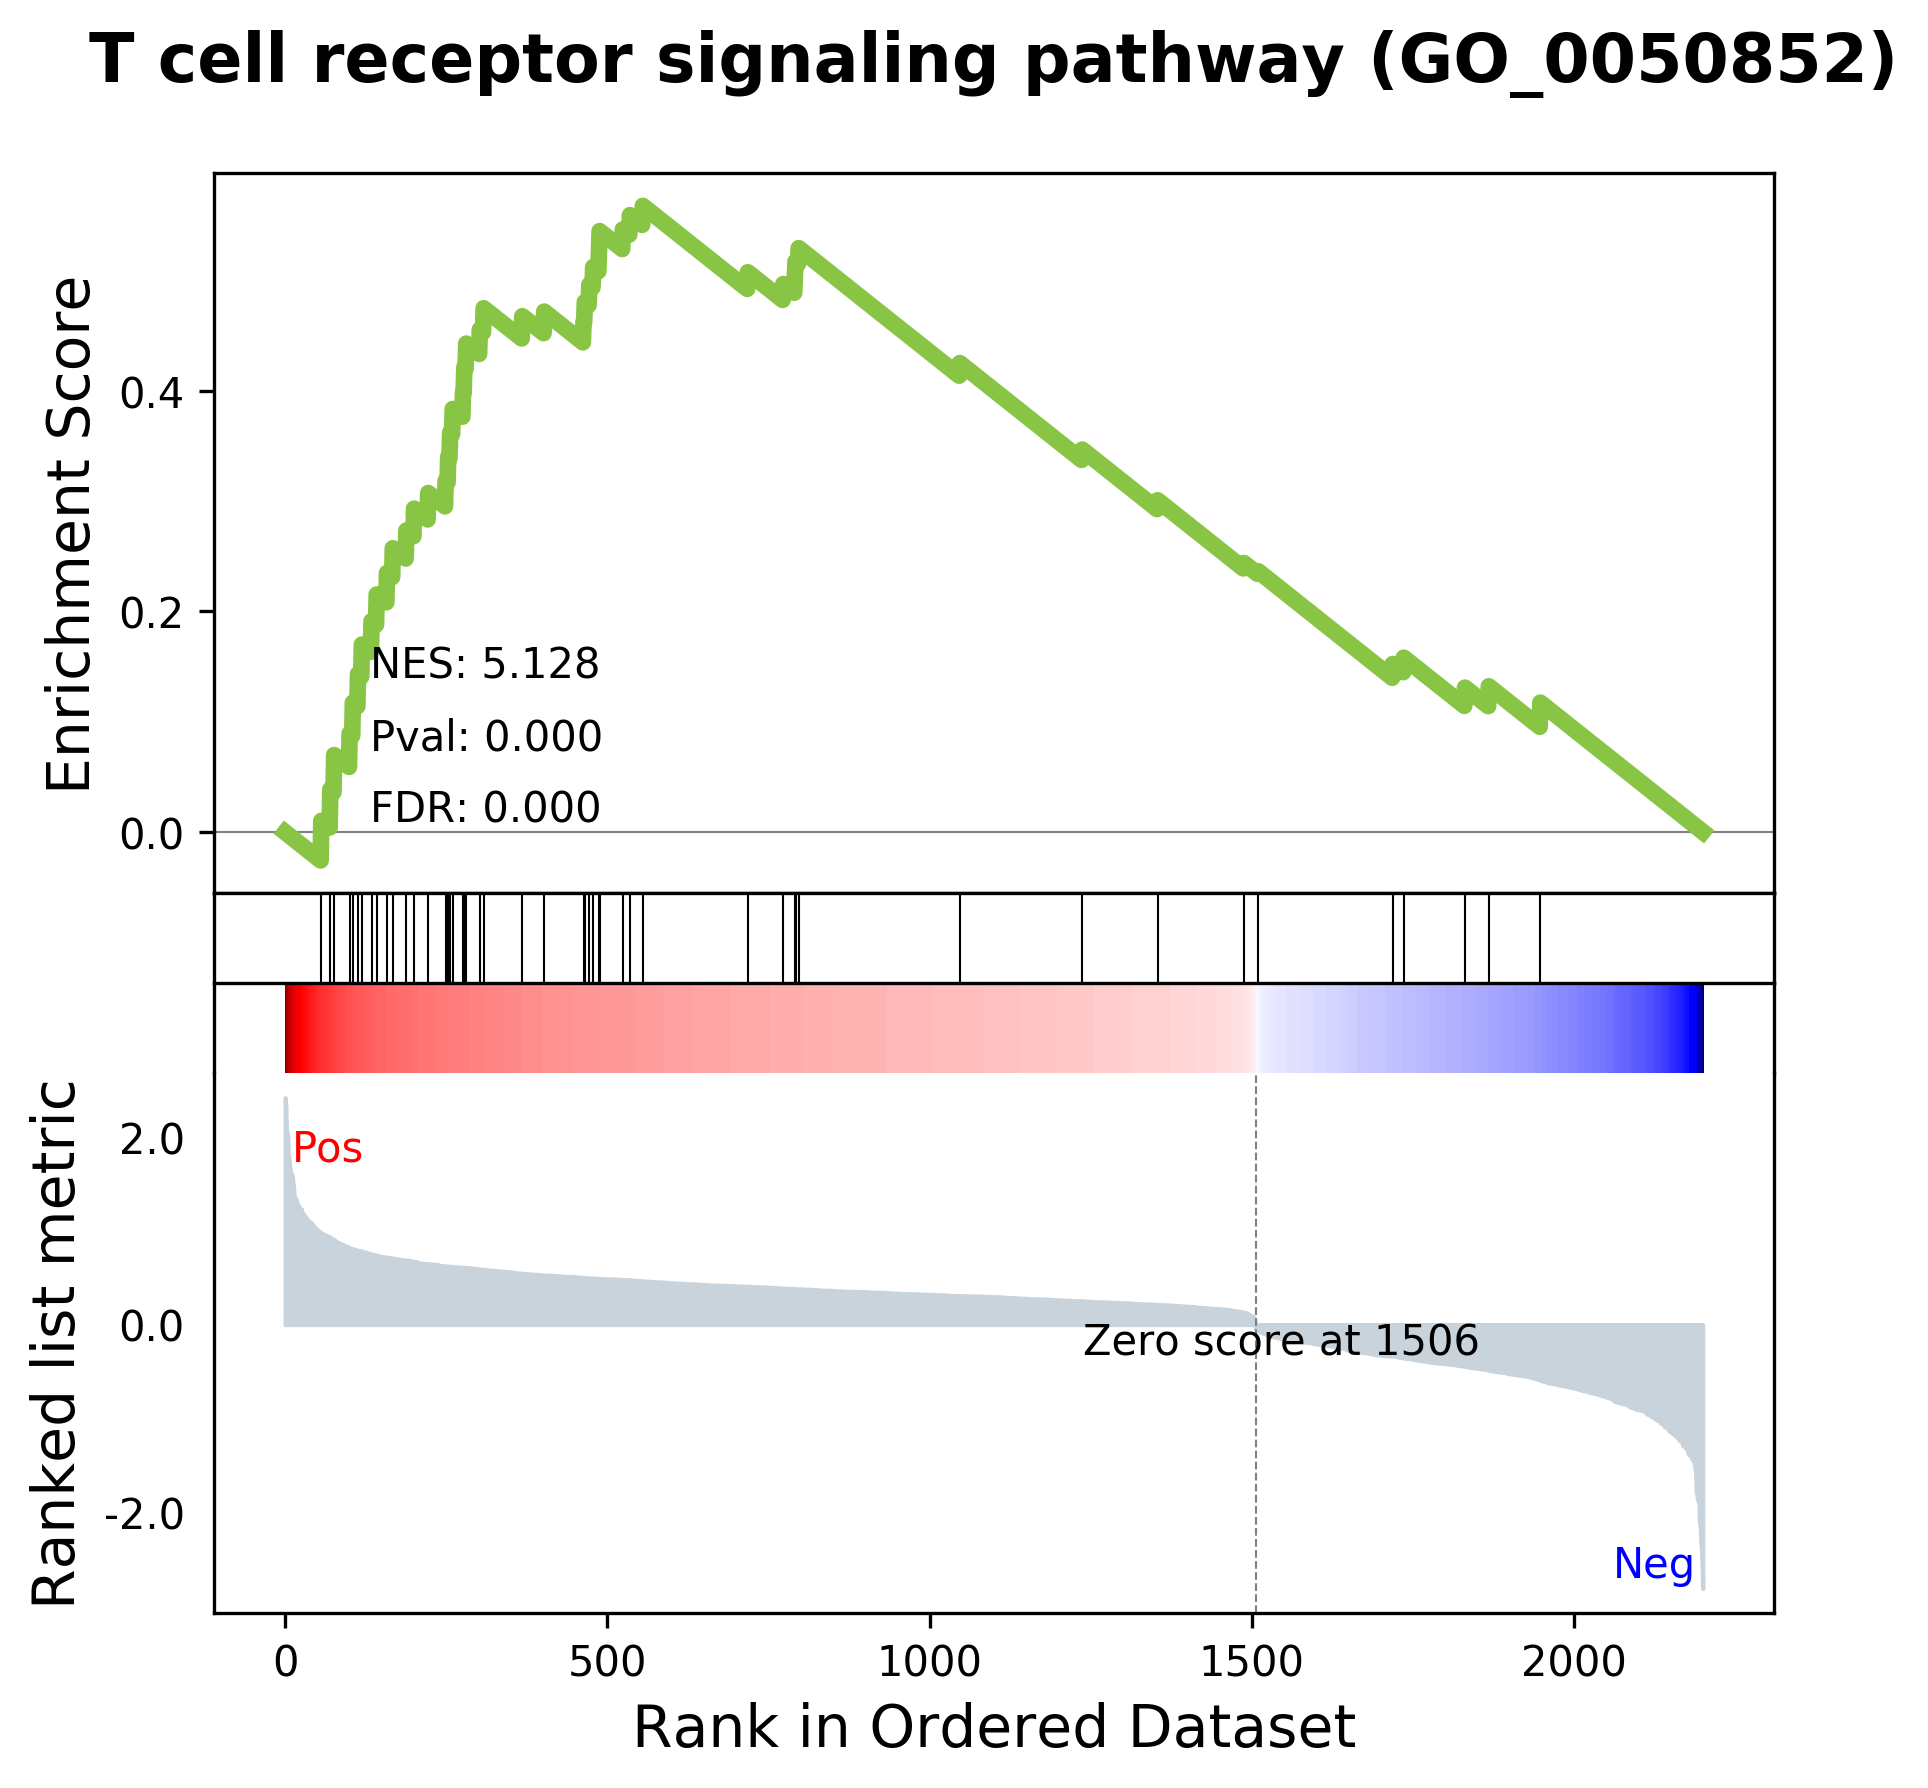 T cell receptor signaling pathway (GO_0050852)
Enrichment Score
0.4
0.2
0.0
NES: 5.128
Pval: 0.000
FDR: 0.000
Ranked list metric
2.0
0.0
-2.0
Pos
Zero score at 1506
Neg
0 500 1000 1500 2000
Rank in Ordered Dataset